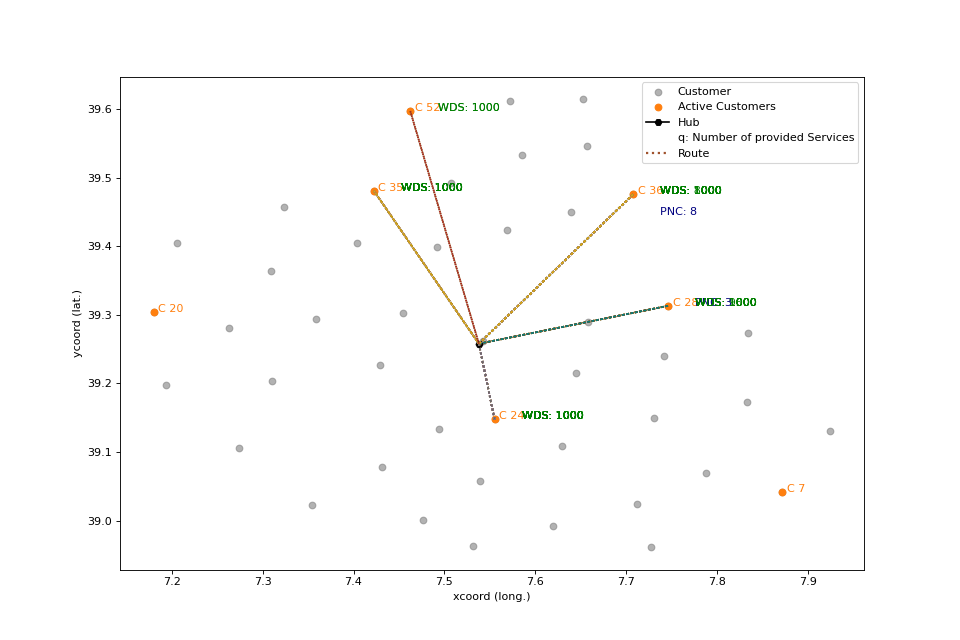 Customer
Active Customers
Hub
q: Number of provided Services
Route
C 52 WDS: 1000
C 35 WDS: 1000
C 36 WDS: 1000
PNC: 8
C 20
C 28
C 24 WDS: 1000
C 7
39.6
39.5
39.4
39.3
39.2
39.1
39.0
ycoord (lat.)
7.2 7.3 7.4 7.5 7.6 7.7 7.8 7.9
xcoord (long.)